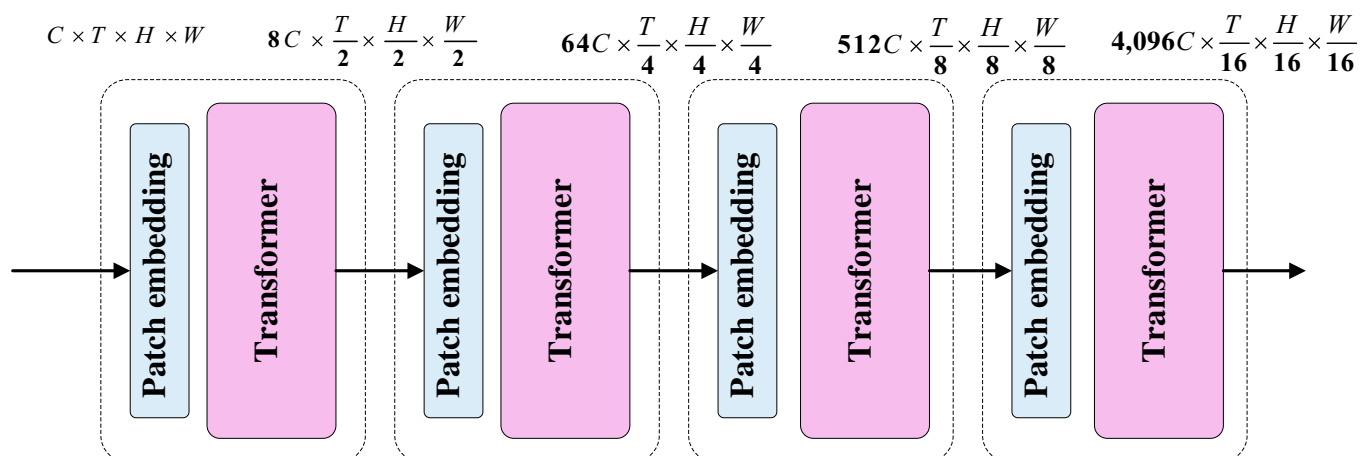 C × T × H × W
8C × T/2 × H/2 × W/2
64C × T/4 × H/4 × W/4
512C × T/8 × H/8 × W/8
4,096C × T/16 × H/16 × W/16
Patch embedding
Transformer
Patch embedding
Transformer
Patch embedding
Transformer
Patch embedding
Transformer